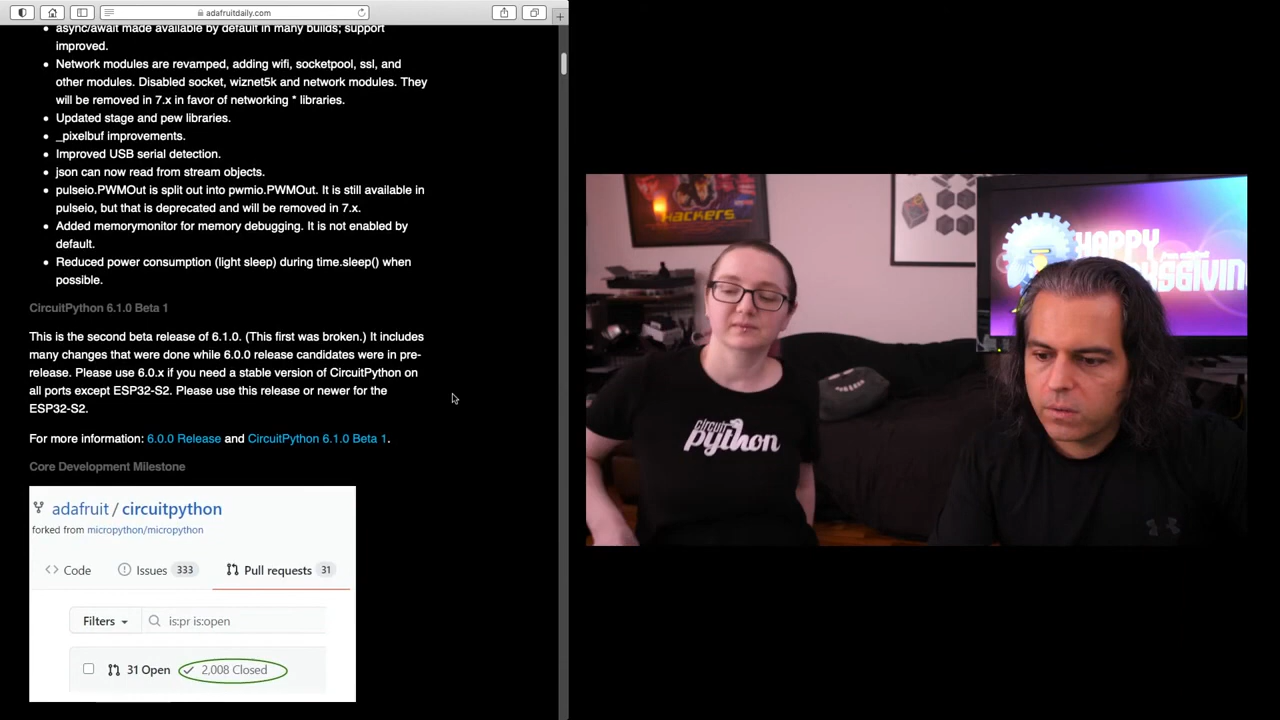 adafruitdaily.com
async/await made available by default in many builds; support
improved.
Network modules are revamped, adding wifi, socketpool, ssl, and
other modules. Disabled socket, wiznet5k and network modules. They
will be removed in 7.x in favor of networking * libraries.
Updated stage and pew libraries.
_pixelbuf improvements.
Improved USB serial detection.
json can now read from stream objects.
pulseio.PWMOut is split out into pwmio.PWMOut. It is still available in
pulseio, but that is deprecated and will be removed in 7.x.
Added memorymonitor for memory debugging. It is not enabled by
default.
Reduced power consumption (light sleep) during time.sleep() when
possible.
CircuitPython 6.1.0 Beta 1
This is the second beta release of 6.1.0. (This first was broken.) It includes
many changes that were done while 6.0.0 release candidates were in pre-
release. Please use 6.0.x if you need a stable version of CircuitPython on
all ports except ESP32-S2. Please use this release or newer for the
ESP32-S2.
For more information: 6.0.0 Release and CircuitPython 6.1.0 Beta 1.
Core Development Milestone
adafruit / circuitpython
forked from micropython/micropython
<> Code Issues 333 Pull requests 31
Filters is:pr is:open
31 Open 2,008 Closed
HACKERS
HAPPY
circuit
python